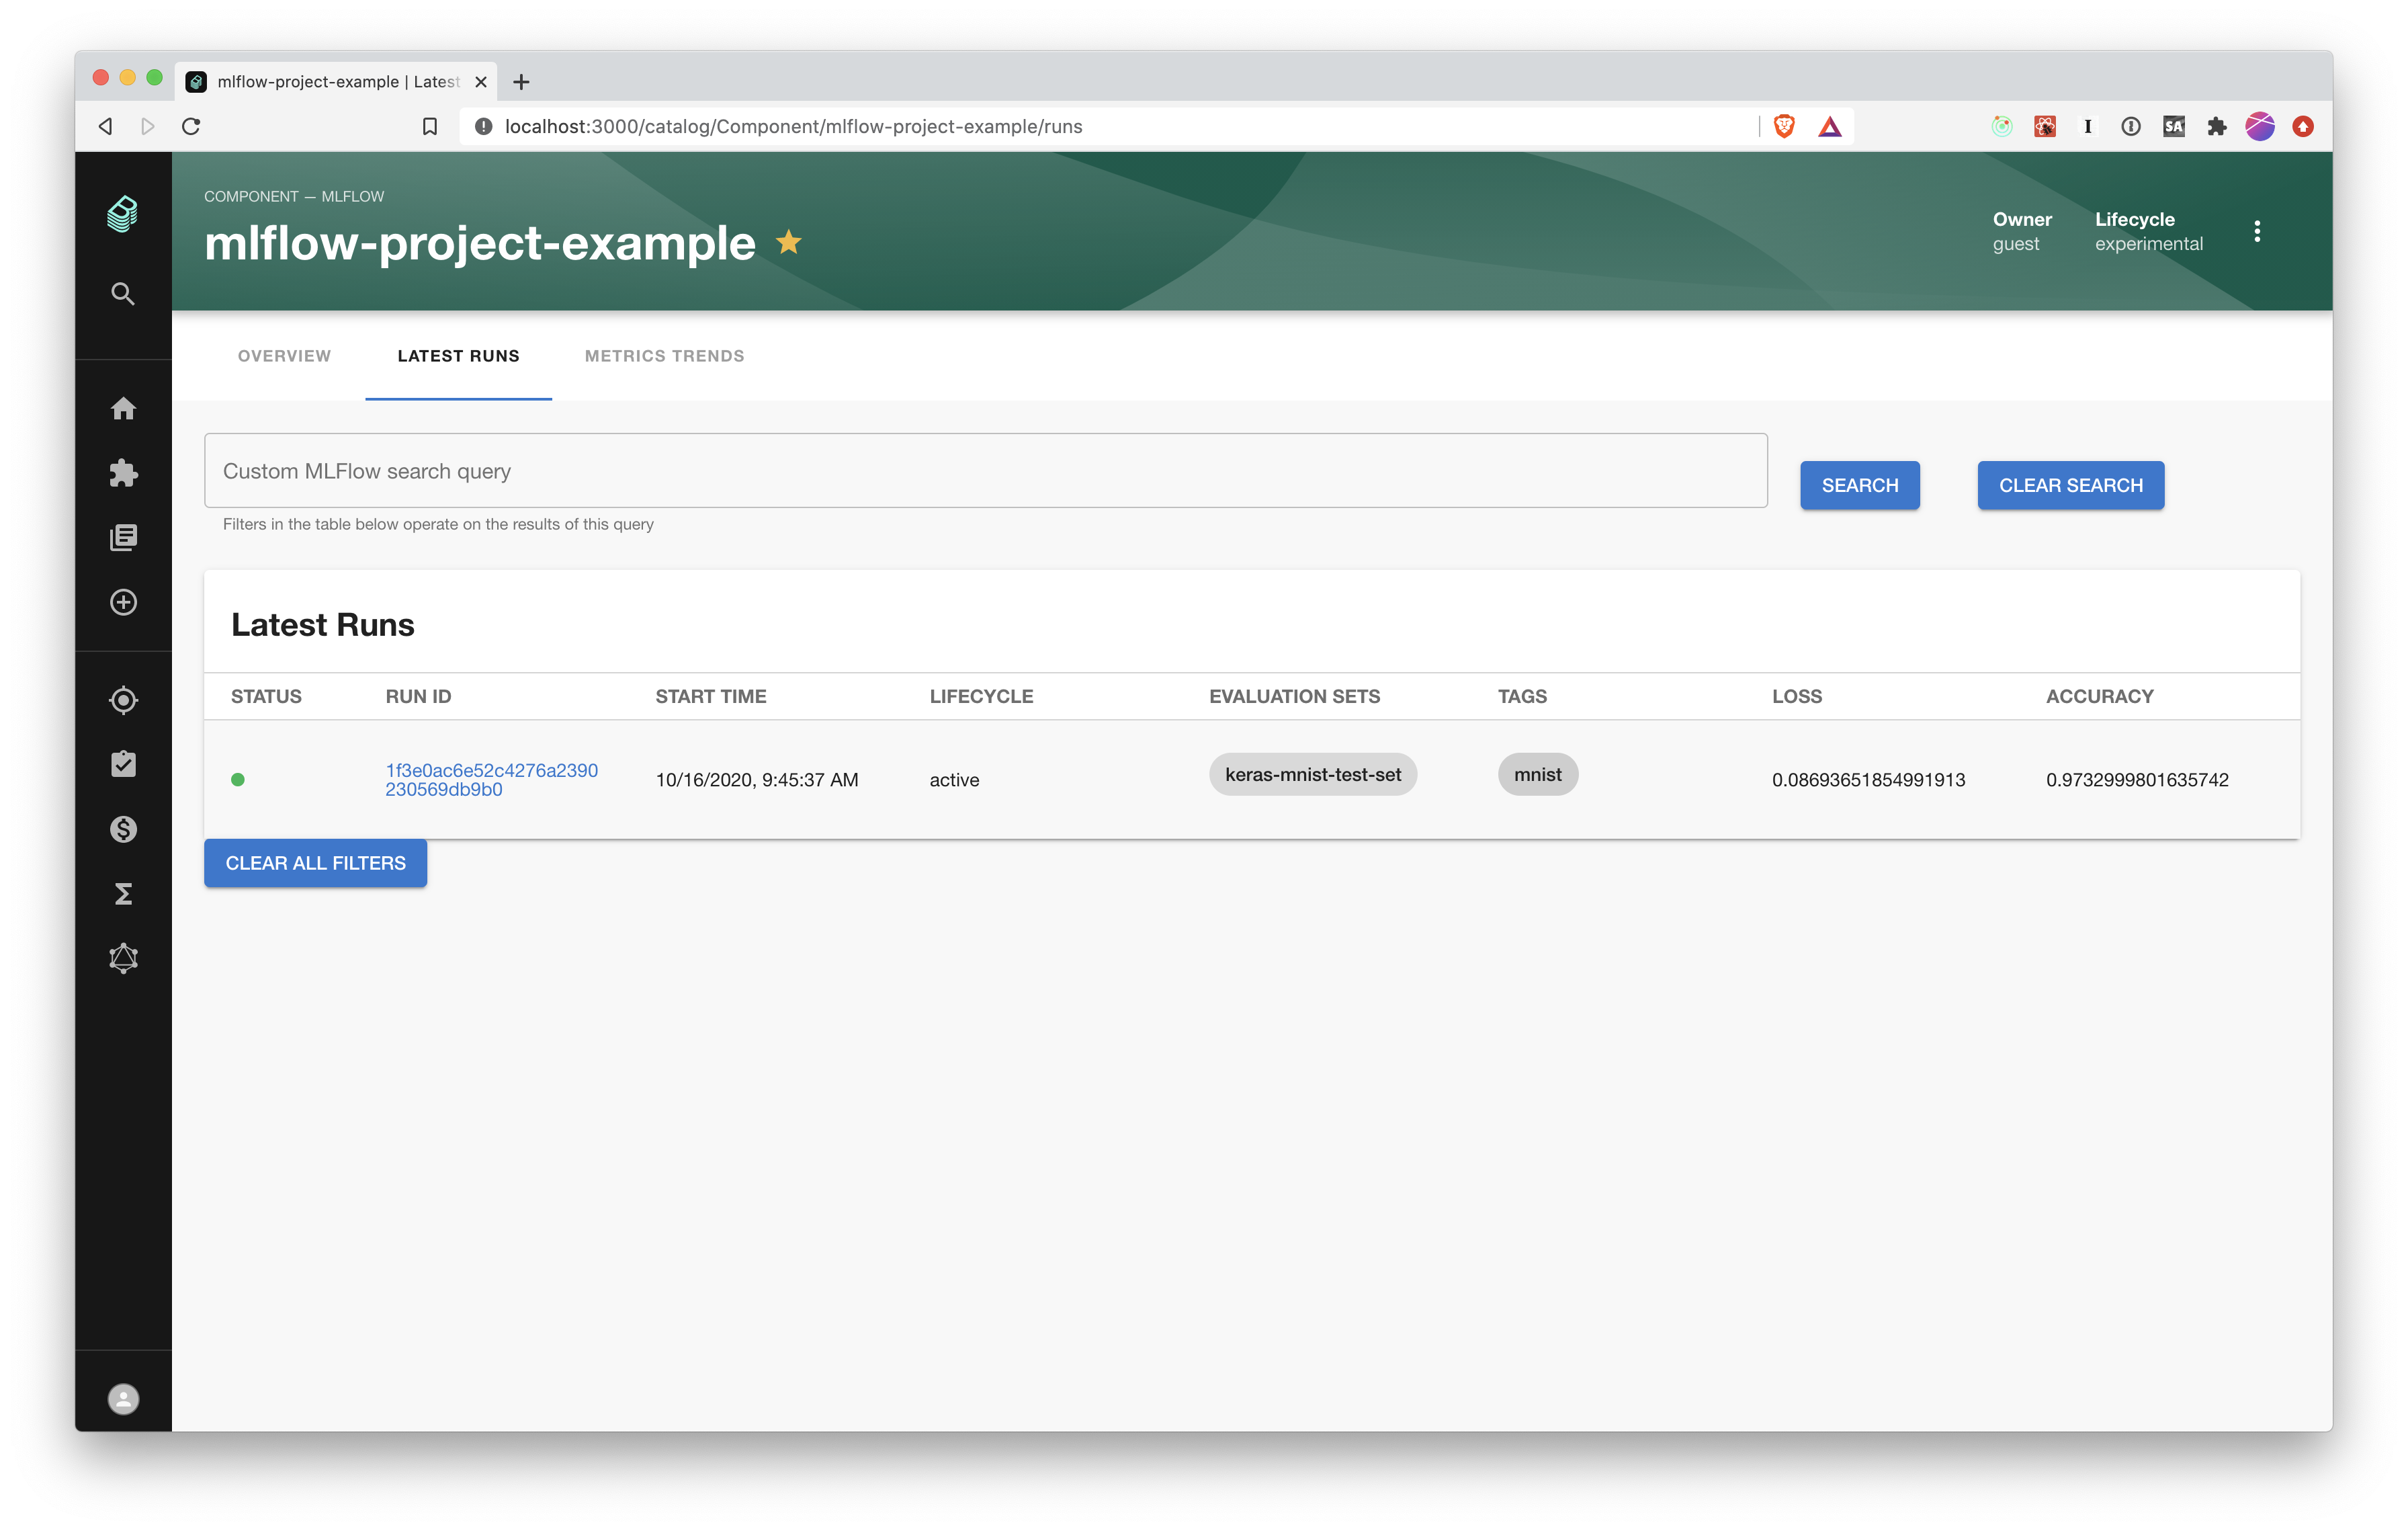 mlflow-project-example | Latest
localhost:3000/catalog/Component/mlflow-project-example/runs
SA
COMPONENT — MLFLOW
mlflow-project-example
Owner
guest
Lifecycle
experimental
OVERVIEW
LATEST RUNS
METRICS TRENDS
Custom MLFlow search query
SEARCH
CLEAR SEARCH
Filters in the table below operate on the results of this query
Latest Runs
STATUS RUN ID START TIME LIFECYCLE EVALUATION SETS TAGS LOSS ACCURACY
1f3e0ac6e52c4276a2390
230569db9b0
10/16/2020, 9:45:37 AM
active
keras-mnist-test-set
mnist
0.08693651854991913
0.9732999801635742
CLEAR ALL FILTERS